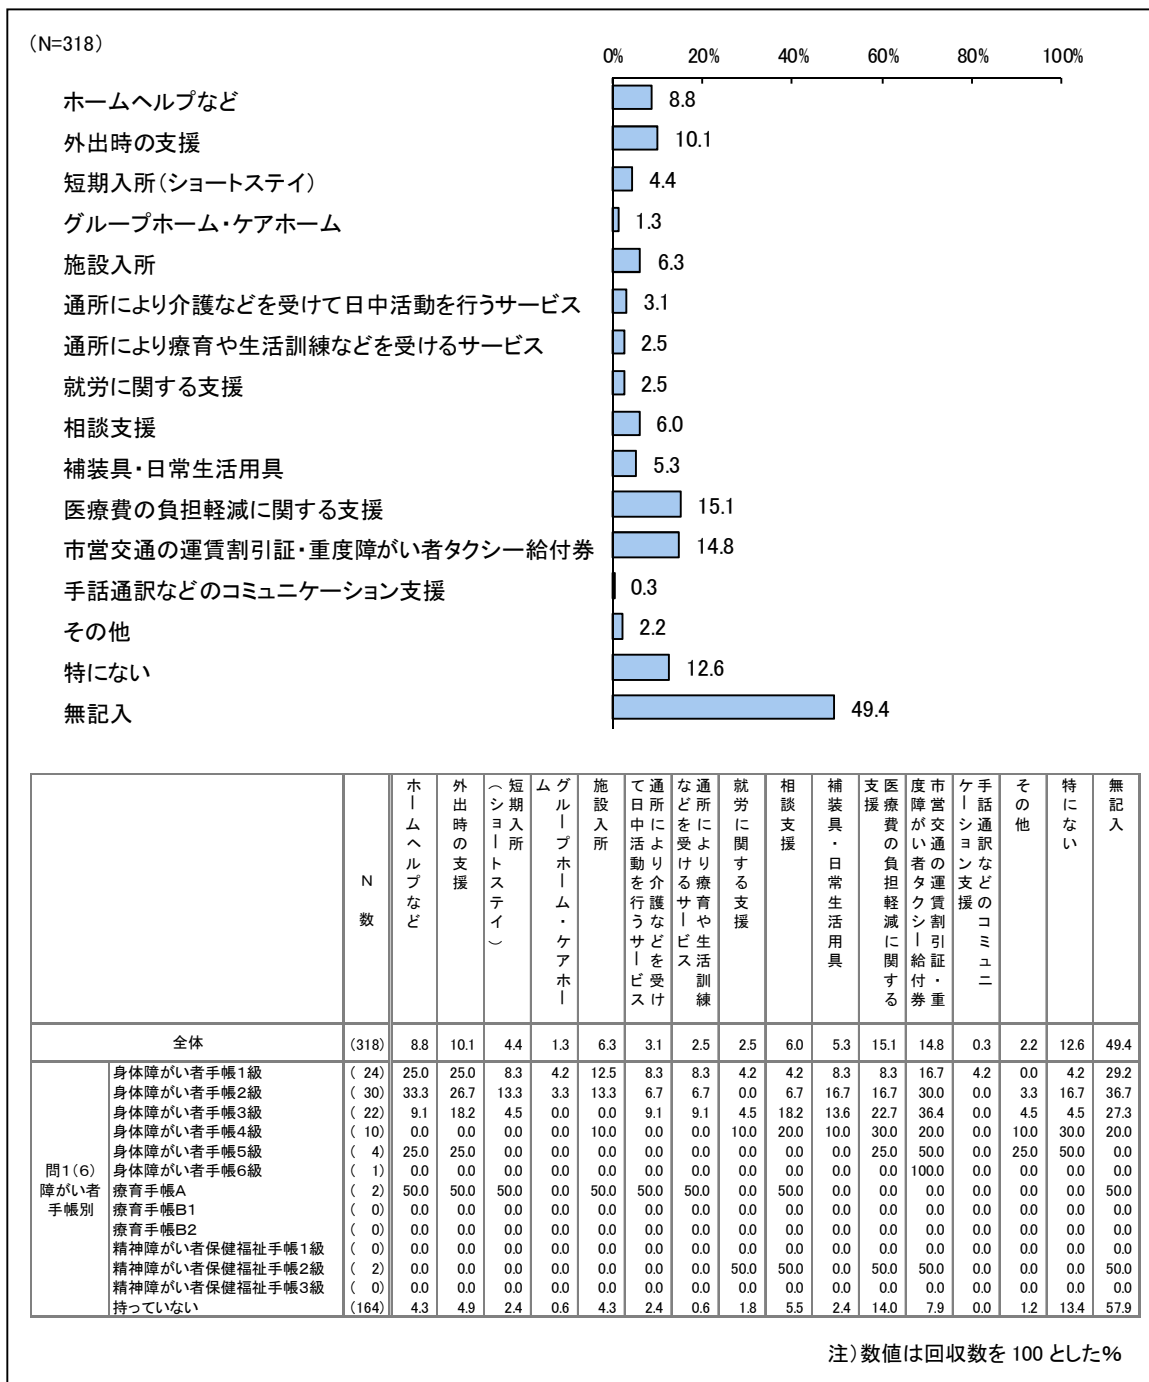 (N=318)
0% 20% 40% 60% 80% 100%
ホームヘルプなど 8.8
外出時の支援 10.1
短期入所(ショートステイ) 4.4
グループホーム・ケアホーム 1.3
施設入所 6.3
通所により介護などを受けて日中活動を行うサービス 3.1
通所により療育や生活訓練などを受けるサービス 2.5
就労に関する支援 2.5
相談支援 6.0
補装具・日常生活用具 5.3
医療費の負担軽減に関する支援 15.1
市営交通の運賃割引証・重度障がい者タクシー給付券 14.8
手話通訳などのコミュニケーション支援 0.3
その他 2.2
特にない 12.6
無記入 49.4
N数
ホームヘルプなど
外出時の支援
短期入所
(ショートステイ)
グループホーム・ケアホー
ム
施設入所
通所により介護などを受け
て日中活動を行うサービス
通所により療育や生活訓練
などを受けるサービス
就労に関する支援
相談支援
補装具・日常生活用具
医療費の負担軽減に関する
支援
市営交通の運賃割引証・重
度障がい者タクシー給付券
手話通訳などのコミュニ
ケーション支援
その他
特にない
無記入
全体 (318) 8.8 10.1 4.4 1.3 6.3 3.1 2.5 2.5 6.0 5.3 15.1 14.8 0.3 2.2 12.6 49.4
問1(6)
障がい者
手帳別
身体障がい者手帳1級 ( 24) 25.0 25.0 8.3 4.2 12.5 8.3 8.3 4.2 4.2 8.3 8.3 16.7 4.2 0.0 4.2 29.2
身体障がい者手帳2級 ( 30) 33.3 26.7 13.3 3.3 13.3 6.7 6.7 0.0 6.7 16.7 16.7 30.0 0.0 3.3 16.7 36.7
身体障がい者手帳3級 ( 22) 9.1 18.2 4.5 0.0 0.0 9.1 9.1 4.5 18.2 13.6 22.7 36.4 0.0 4.5 4.5 27.3
身体障がい者手帳4級 ( 10) 0.0 0.0 0.0 0.0 10.0 0.0 0.0 10.0 20.0 10.0 30.0 20.0 0.0 10.0 30.0 20.0
身体障がい者手帳5級 ( 4) 25.0 25.0 0.0 0.0 0.0 0.0 0.0 0.0 0.0 0.0 25.0 50.0 0.0 25.0 50.0 0.0
身体障がい者手帳6級 ( 1) 0.0 0.0 0.0 0.0 0.0 0.0 0.0 0.0 0.0 0.0 0.0 100.0 0.0 0.0 0.0 0.0
療育手帳A ( 2) 50.0 50.0 50.0 0.0 50.0 50.0 50.0 0.0 50.0 0.0 0.0 0.0 0.0 0.0 0.0 50.0
療育手帳B1 ( 0) 0.0 0.0 0.0 0.0 0.0 0.0 0.0 0.0 0.0 0.0 0.0 0.0 0.0 0.0 0.0 0.0
療育手帳B2 ( 0) 0.0 0.0 0.0 0.0 0.0 0.0 0.0 0.0 0.0 0.0 0.0 0.0 0.0 0.0 0.0 0.0
精神障がい者保健福祉手帳1級 ( 0) 0.0 0.0 0.0 0.0 0.0 0.0 0.0 0.0 0.0 0.0 0.0 0.0 0.0 0.0 0.0 0.0
精神障がい者保健福祉手帳2級 ( 2) 0.0 0.0 0.0 0.0 0.0 0.0 0.0 50.0 50.0 0.0 50.0 50.0 0.0 0.0 0.0 50.0
精神障がい者保健福祉手帳3級 ( 0) 0.0 0.0 0.0 0.0 0.0 0.0 0.0 0.0 0.0 0.0 0.0 0.0 0.0 0.0 0.0 0.0
持っていない (164) 4.3 4.9 2.4 0.6 4.3 2.4 0.6 1.8 5.5 2.4 14.0 7.9 0.0 1.2 13.4 57.9
注)数値は回収数を 100 とした%